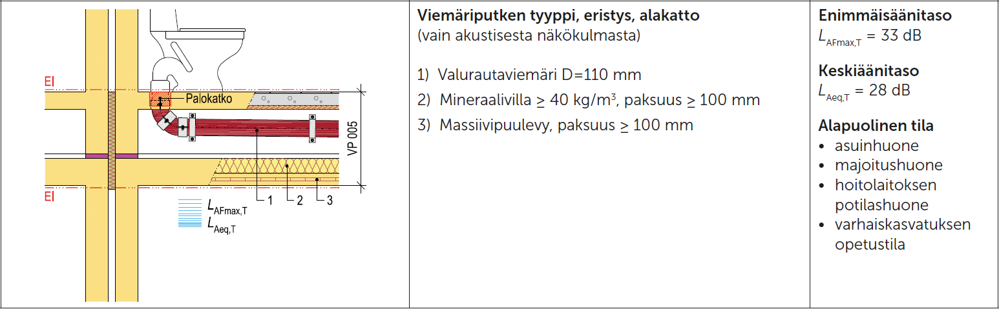 EI
Palokatko
VP 005
EI
1
2
3
LAFmax,T
LAeq,T
Viemäriputken tyyppi, eristys, alakatto
(vain akustisesta näkökulmasta)
1) Valurautaviemäri D=110 mm
2) Mineraalivilla ≥ 40 kg/m³, paksuus ≥ 100 mm
3) Massiivipuulevy, paksuus ≥ 100 mm
Enimmäisäänitaso
LAFmax,T = 33 dB
Keskiäänitaso
LAeq,T = 28 dB
Alapuolinen tila
• asuinhuone
• majoitushuone
• hoitolaitoksen
potilashuone
• varhaiskasvatuksen
opetustila